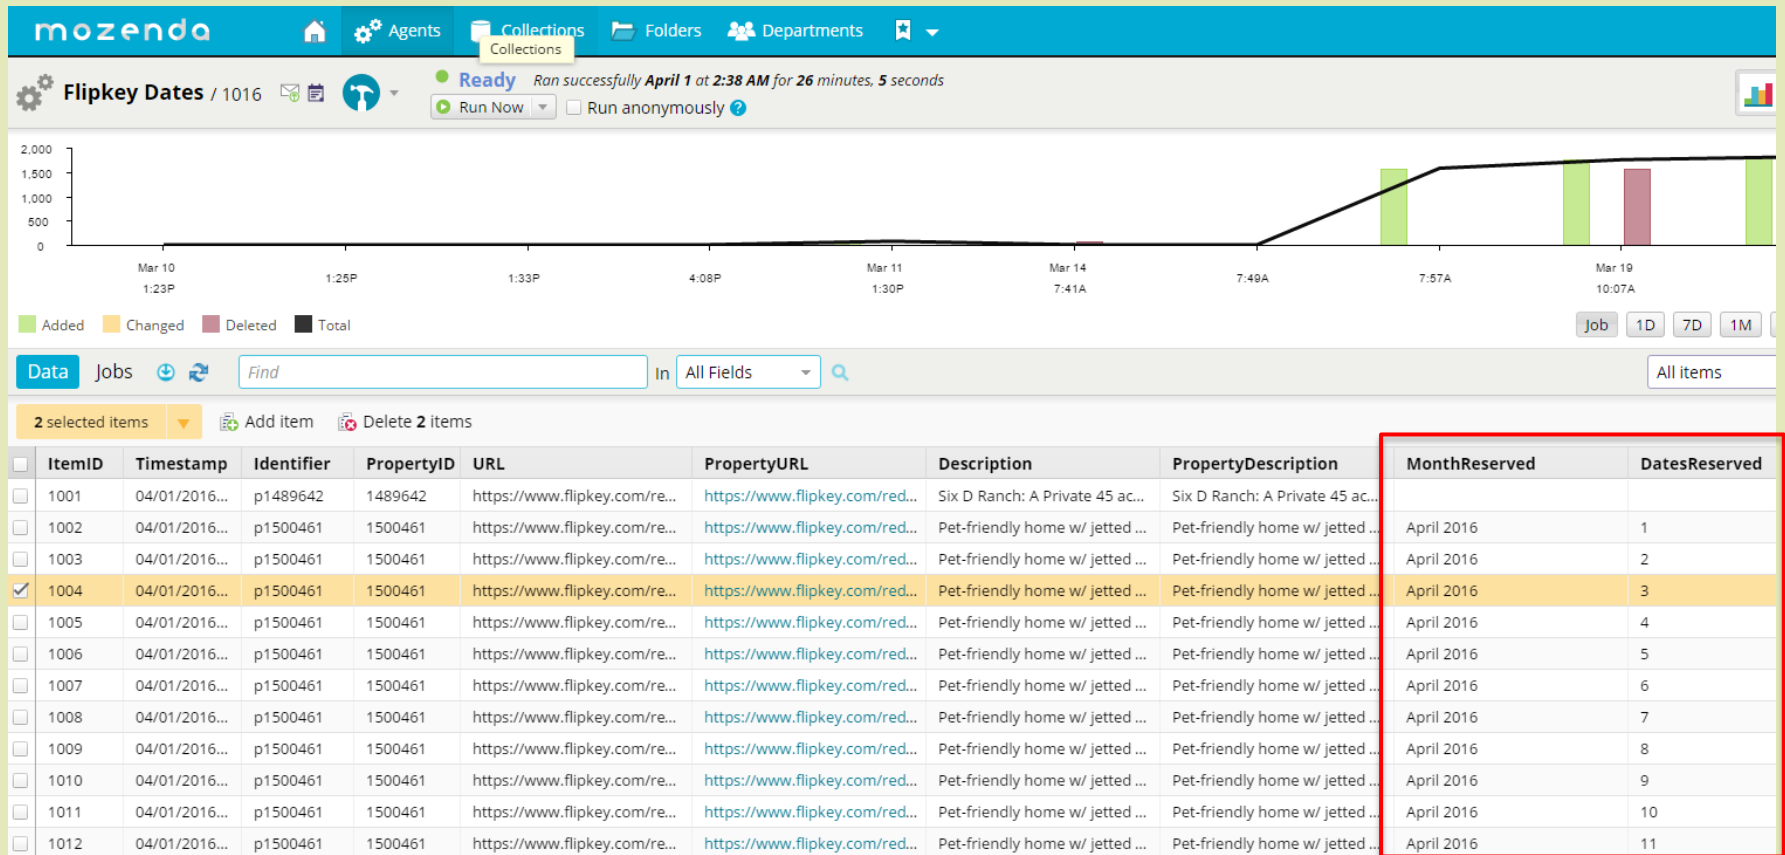 mozenda Agents Collections Folders Departments
Collections
Flipkey Dates / 1016 Ready Ran successfully April 1 at 2:38 AM for 26 minutes, 5 seconds
Run Now Run anonymously ?
2,000
1,500
1,000
500
0
Mar 10 1:25P 1:33P 4:08P Mar 11 Mar 14 7:49A 7:57A Mar 19
1:23P 1:30P 7:41A 10:07A
Added Changed Deleted Total Job 1D 7D 1M
Data Jobs Find In All Fields All items
2 selected items Add item Delete 2 items
ItemID Timestamp Identifier PropertyID URL PropertyURL Description PropertyDescription MonthReserved DatesReserved
1001 04/01/2016... p1489642 1489642 https://www.flipkey.com/re... https://www.flipkey.com/red... Six D Ranch: A Private 45 ac... Six D Ranch: A Private 45 ac...
1002 04/01/2016... p1500461 1500461 https://www.flipkey.com/re... https://www.flipkey.com/red... Pet-friendly home w/ jetted ... Pet-friendly home w/ jetted ... April 2016 1
1003 04/01/2016... p1500461 1500461 https://www.flipkey.com/re... https://www.flipkey.com/red... Pet-friendly home w/ jetted ... Pet-friendly home w/ jetted ... April 2016 2
1004 04/01/2016... p1500461 1500461 https://www.flipkey.com/re... https://www.flipkey.com/red... Pet-friendly home w/ jetted ... Pet-friendly home w/ jetted ... April 2016 3
1005 04/01/2016... p1500461 1500461 https://www.flipkey.com/re... https://www.flipkey.com/red... Pet-friendly home w/ jetted ... Pet-friendly home w/ jetted ... April 2016 4
1006 04/01/2016... p1500461 1500461 https://www.flipkey.com/re... https://www.flipkey.com/red... Pet-friendly home w/ jetted ... Pet-friendly home w/ jetted ... April 2016 5
1007 04/01/2016... p1500461 1500461 https://www.flipkey.com/re... https://www.flipkey.com/red... Pet-friendly home w/ jetted ... Pet-friendly home w/ jetted ... April 2016 6
1008 04/01/2016... p1500461 1500461 https://www.flipkey.com/re... https://www.flipkey.com/red... Pet-friendly home w/ jetted ... Pet-friendly home w/ jetted ... April 2016 7
1009 04/01/2016... p1500461 1500461 https://www.flipkey.com/re... https://www.flipkey.com/red... Pet-friendly home w/ jetted ... Pet-friendly home w/ jetted ... April 2016 8
1010 04/01/2016... p1500461 1500461 https://www.flipkey.com/re... https://www.flipkey.com/red... Pet-friendly home w/ jetted ... Pet-friendly home w/ jetted ... April 2016 9
1011 04/01/2016... p1500461 1500461 https://www.flipkey.com/re... https://www.flipkey.com/red... Pet-friendly home w/ jetted ... Pet-friendly home w/ jetted ... April 2016 10
1012 04/01/2016... p1500461 1500461 https://www.flipkey.com/re... https://www.flipkey.com/red... Pet-friendly home w/ jetted ... Pet-friendly home w/ jetted ... April 2016 11